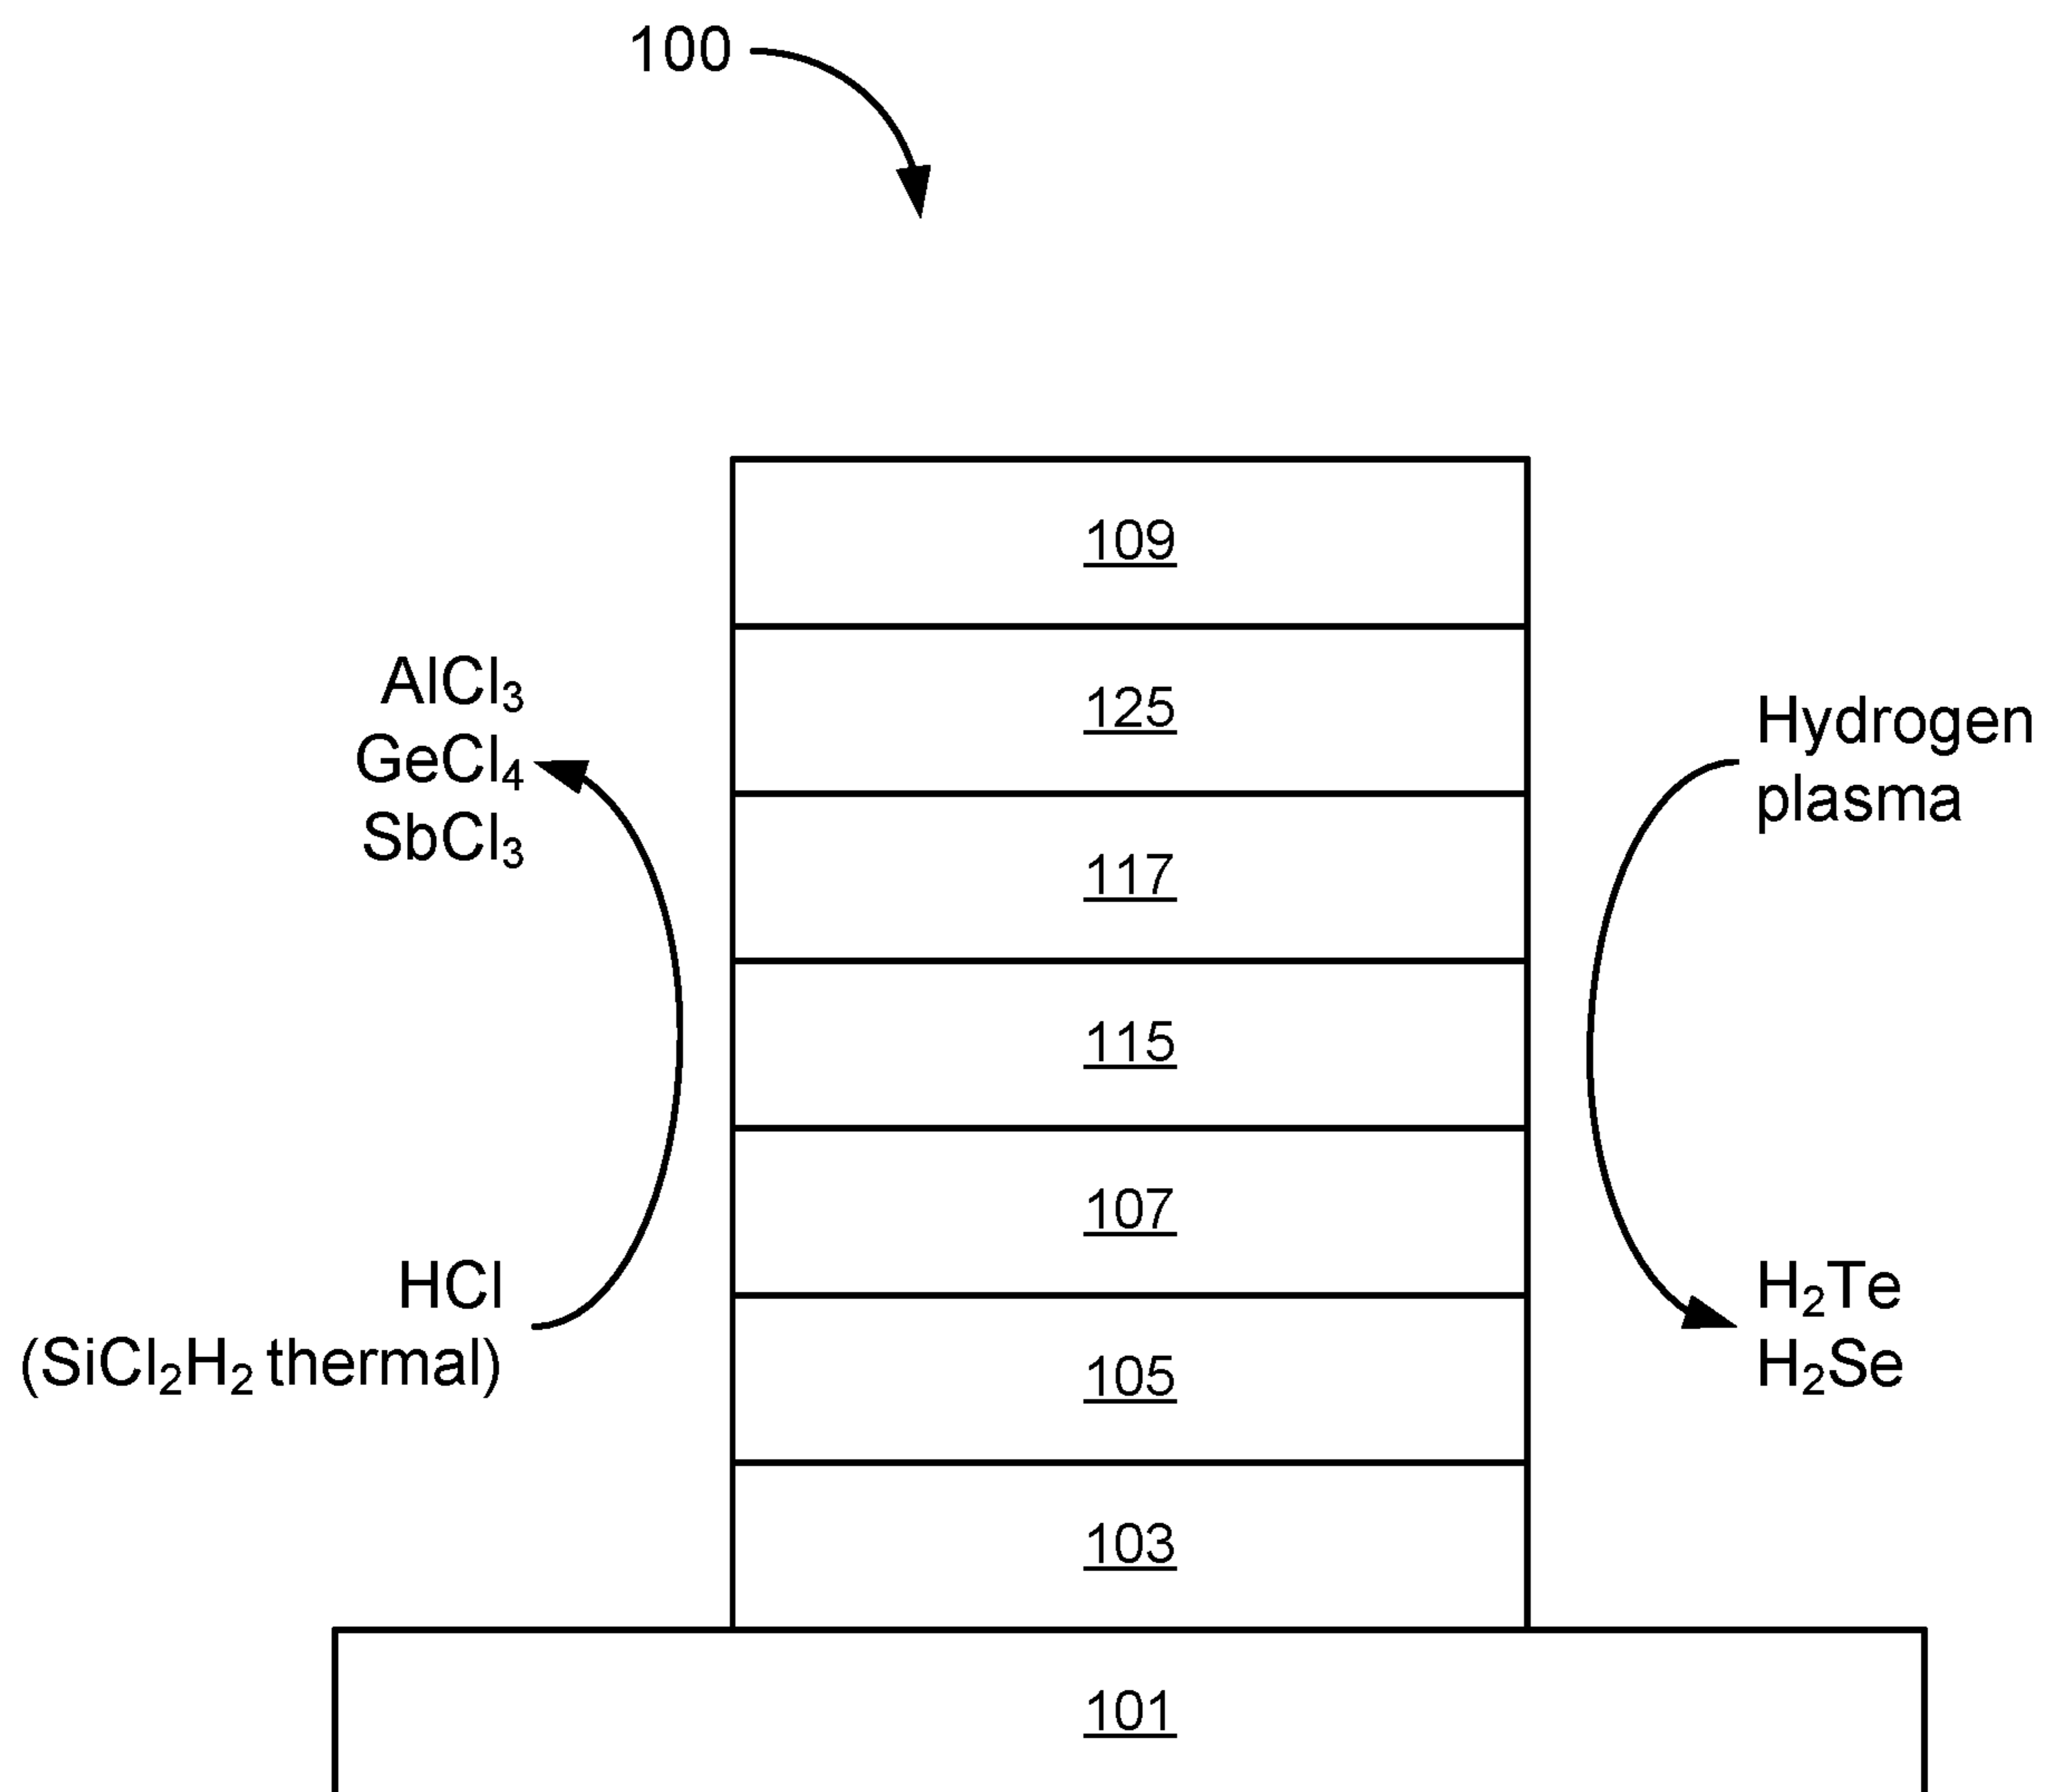 100
109
125
117
115
107
105
103
101
AlCl₃
GeCl₄
SbCl₃
HCl
(SiCl₂H₂ thermal)
Hydrogen
plasma
H₂Te
H₂Se